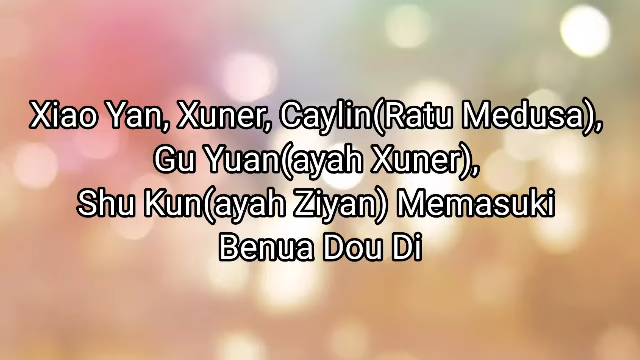 Xiao Yan, Xuner, Caylin(Ratu Medusa),
Gu Yuan(ayah Xuner),
Shu Kun(ayah Ziyan) Memasuki
Benua Dou Di